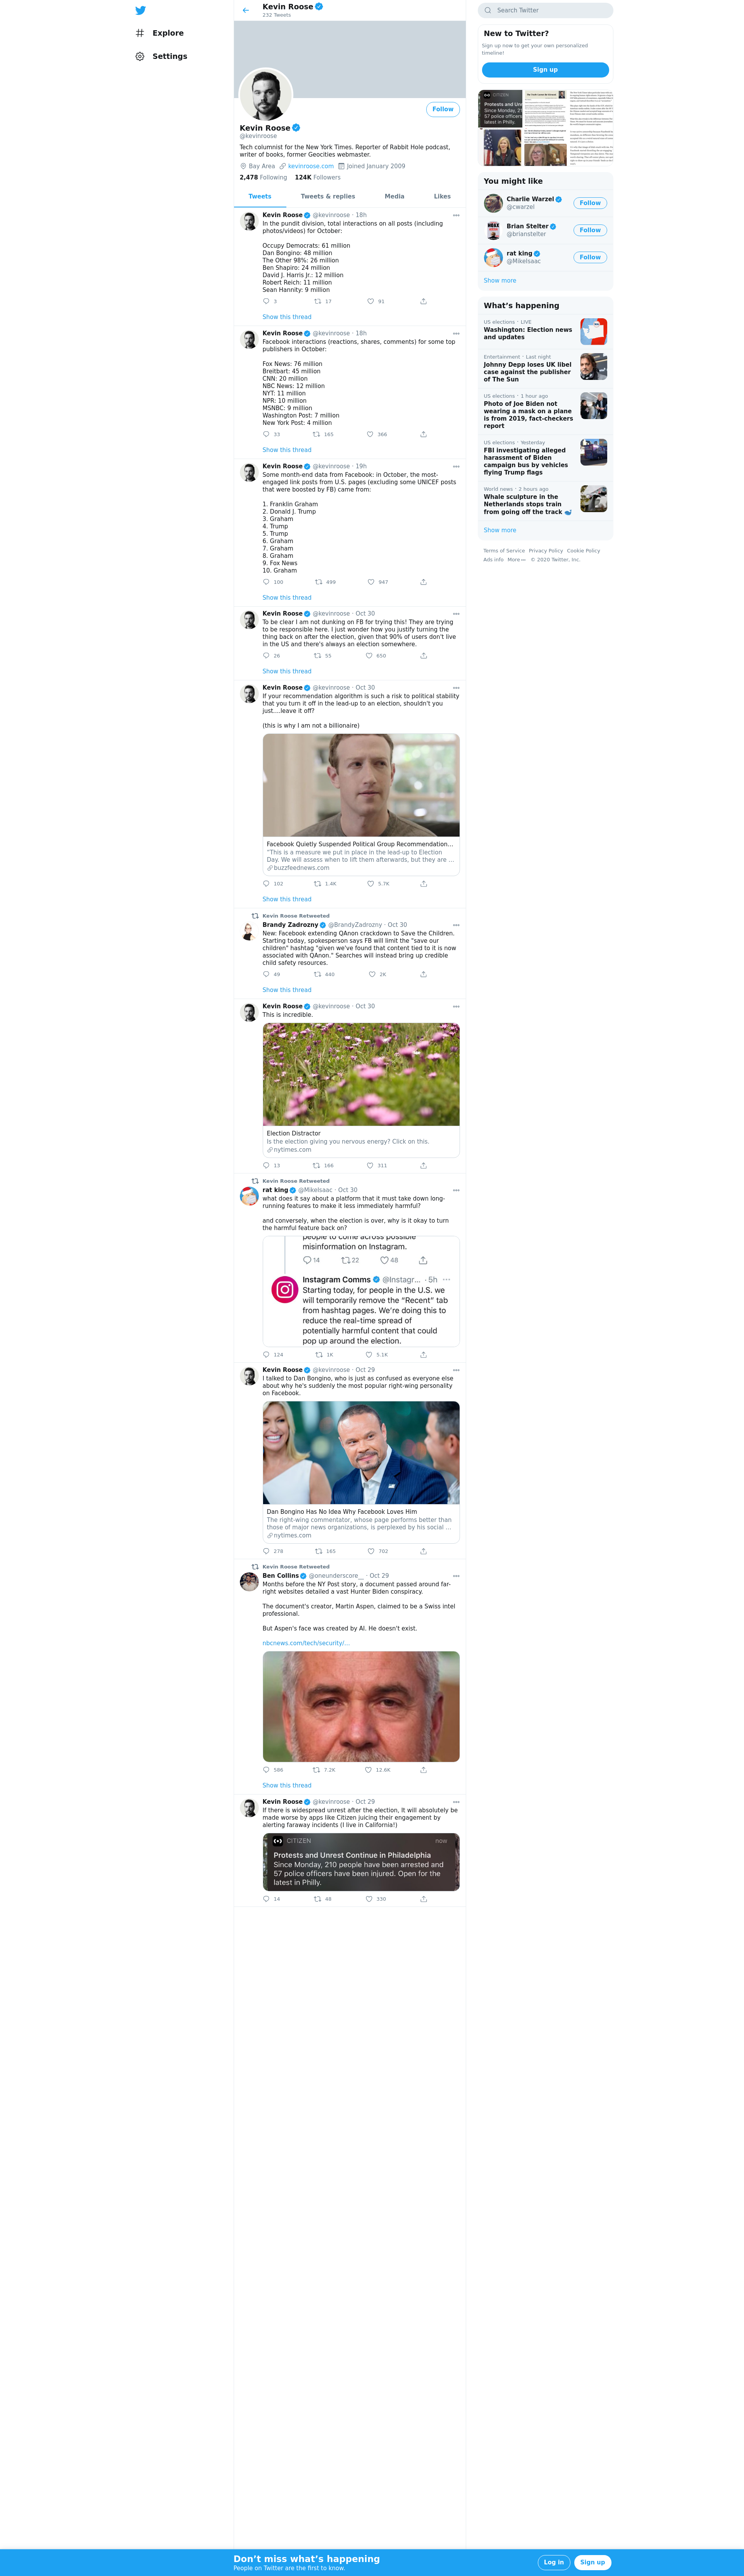 Kevin Roose
232 Tweets
Explore
Settings
Follow
Kevin Roose
@kevinroose
Tech columnist for the New York Times. Reporter of Rabbit Hole podcast,
writer of books, former Geocities webmaster.
Bay Area kevinroose.com Joined January 2009
2,478 Following 124K Followers
Tweets Tweets & replies Media Likes
Kevin Roose @kevinroose · 18h
In the pundit division, total interactions on all posts (including
photos/videos) for October:
Occupy Democrats: 61 million
Dan Bongino: 48 million
The Other 98%: 26 million
Ben Shapiro: 24 million
David J. Harris Jr.: 12 million
Robert Reich: 11 million
Sean Hannity: 9 million
3 17 91
Show this thread
Kevin Roose @kevinroose · 18h
Facebook interactions (reactions, shares, comments) for some top
publishers in October:
Fox News: 76 million
Breitbart: 45 million
CNN: 20 million
NBC News: 12 million
NYT: 11 million
NPR: 10 million
MSNBC: 9 million
Washington Post: 7 million
New York Post: 4 million
33 165 366
Show this thread
Kevin Roose @kevinroose · 19h
Some month-end data from Facebook: in October, the most-
engaged link posts from U.S. pages (excluding some UNICEF posts
that were boosted by FB) came from:
1. Franklin Graham
2. Donald J. Trump
3. Graham
4. Trump
5. Trump
6. Graham
7. Graham
8. Graham
9. Fox News
10. Graham
100 499 947
Show this thread
Kevin Roose @kevinroose · Oct 30
To be clear I am not dunking on FB for trying this! They are trying
to be responsible here. I just wonder how you justify turning the
thing back on after the election, given that 90% of users don't live
in the US and there's always an election somewhere.
26 55 650
Show this thread
Kevin Roose @kevinroose · Oct 30
If your recommendation algorithm is such a risk to political stability
that you turn it off in the lead-up to an election, shouldn't you
just....leave it off?
(this is why I am not a billionaire)
Facebook Quietly Suspended Political Group Recommendation...
"This is a measure we put in place in the lead-up to Election
Day. We will assess when to lift them afterwards, but they are ...
buzzfeednews.com
102 1.4K 5.7K
Show this thread
Kevin Roose Retweeted
Brandy Zadrozny @BrandyZadrozny · Oct 30
New: Facebook extending QAnon crackdown to Save the Children.
Starting today, spokesperson says FB will limit the "save our
children" hashtag "given we've found that content tied to it is now
associated with QAnon." Searches will instead bring up credible
child safety resources.
49 440 2K
Show this thread
Kevin Roose @kevinroose · Oct 30
This is incredible.
Election Distractor
Is the election giving you nervous energy? Click on this.
nytimes.com
13 166 311
Kevin Roose Retweeted
rat king @MikeIsaac · Oct 30
what does it say about a platform that it must take down long-
running features to make it less immediately harmful?
and conversely, when the election is over, why is it okay to turn
the harmful feature back on?
people to come across possible
misinformation on Instagram.
14 22 48
Instagram Comms @Instagr... · 5h
Starting today, for people in the U.S. we
will temporarily remove the "Recent" tab
from hashtag pages. We're doing this to
reduce the real-time spread of
potentially harmful content that could
pop up around the election.
124 1K 5.1K
Kevin Roose @kevinroose · Oct 29
I talked to Dan Bongino, who is just as confused as everyone else
about why he's suddenly the most popular right-wing personality
on Facebook.
Dan Bongino Has No Idea Why Facebook Loves Him
The right-wing commentator, whose page performs better than
those of major news organizations, is perplexed by his social ...
nytimes.com
278 165 702
Kevin Roose Retweeted
Ben Collins @oneunderscore__ · Oct 29
Months before the NY Post story, a document passed around far-
right websites detailed a vast Hunter Biden conspiracy.
The document's creator, Martin Aspen, claimed to be a Swiss intel
professional.
But Aspen's face was created by AI. He doesn't exist.
nbcnews.com/tech/security/...
586 7.2K 12.6K
Show this thread
Kevin Roose @kevinroose · Oct 29
If there is widespread unrest after the election, it will absolutely be
made worse by apps like Citizen juicing their engagement by
alerting faraway incidents (I live in California!)
CITIZEN now
Protests and Unrest Continue in Philadelphia
Since Monday, 210 people have been arrested and
57 police officers have been injured. Open for the
latest in Philly.
14 48 330
Search Twitter
New to Twitter?
Sign up now to get your own personalized
timeline!
Sign up
CITIZEN
Protests and Unr
Since Monday, 21
57 police officers
latest in Philly.
You might like
Charlie Warzel
@cwarzel
Follow
Brian Stelter
@brianstelter
Follow
rat king
@MikeIsaac
Follow
Show more
What's happening
US elections · LIVE
Washington: Election news
and updates
Entertainment · Last night
Johnny Depp loses UK libel
case against the publisher
of The Sun
US elections · 1 hour ago
Photo of Joe Biden not
wearing a mask on a plane
is from 2019, fact-checkers
report
US elections · Yesterday
FBI investigating alleged
harassment of Biden
campaign bus by vehicles
flying Trump flags
World news · 2 hours ago
Whale sculpture in the
Netherlands stops train
from going off the track 🐋
Show more
Terms of Service Privacy Policy Cookie Policy
Ads info More © 2020 Twitter, Inc.
Don't miss what's happening
People on Twitter are the first to know.
Log in Sign up